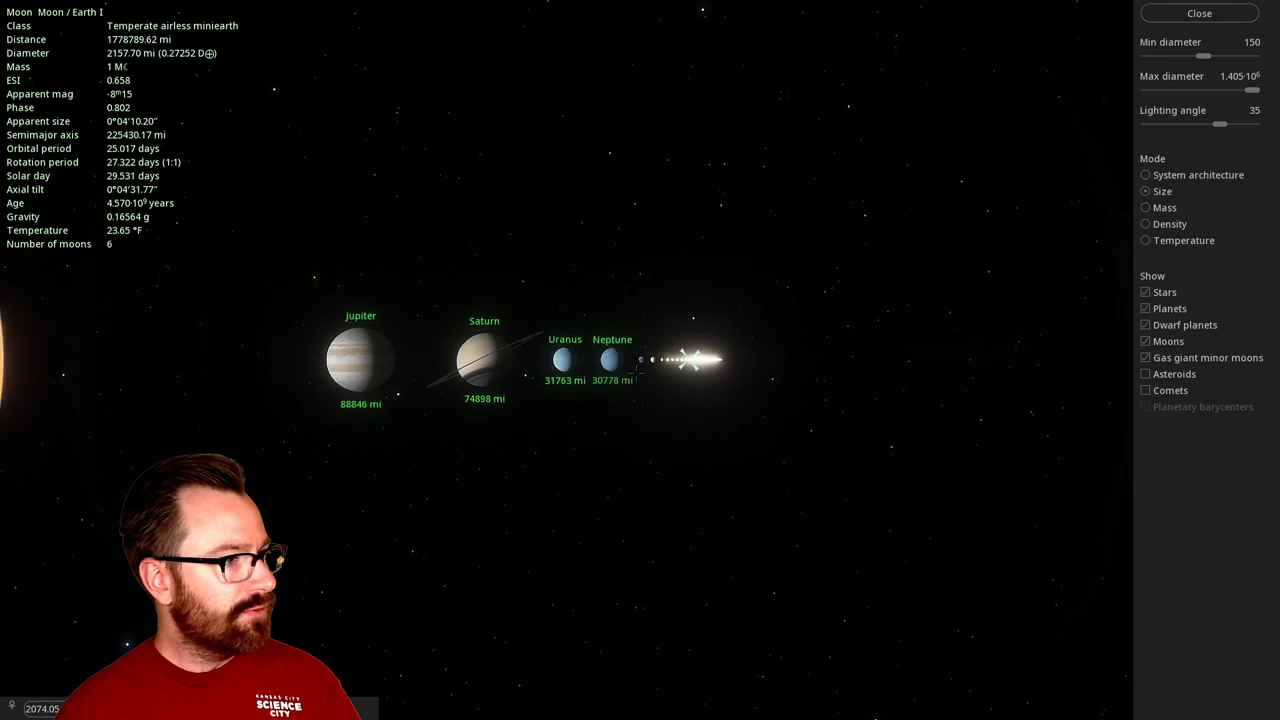 Moon Moon / Earth I
Class Temperate airless miniearth
Distance 1778789.62 mi
Diameter 2157.70 mi (0.27252 D⊕)
Mass 1 M☾
ESI 0.658
Apparent mag -8ᵐ15
Phase 0.802
Apparent size 0°04′10.20″
Semimajor axis 225430.17 mi
Orbital period 25.017 days
Rotation period 27.322 days (1:1)
Solar day 29.531 days
Axial tilt 0°04′31.77″
Age 4.570·10⁹ years
Gravity 0.16564 g
Temperature 23.65 °F
Number of moons 6
Jupiter
88846 mi
Saturn
74898 mi
Uranus
31763 mi
Neptune
30778 mi
Close
Min diameter 150
Max diameter 1.405·10⁶
Lighting angle 35
Mode
System architecture
Size
Mass
Density
Temperature
Show
Stars
Planets
Dwarf planets
Moons
Gas giant minor moons
Asteroids
Comets
Planetary barycenters
KANSAS CITY
SCIENCE
CITY
2074.05